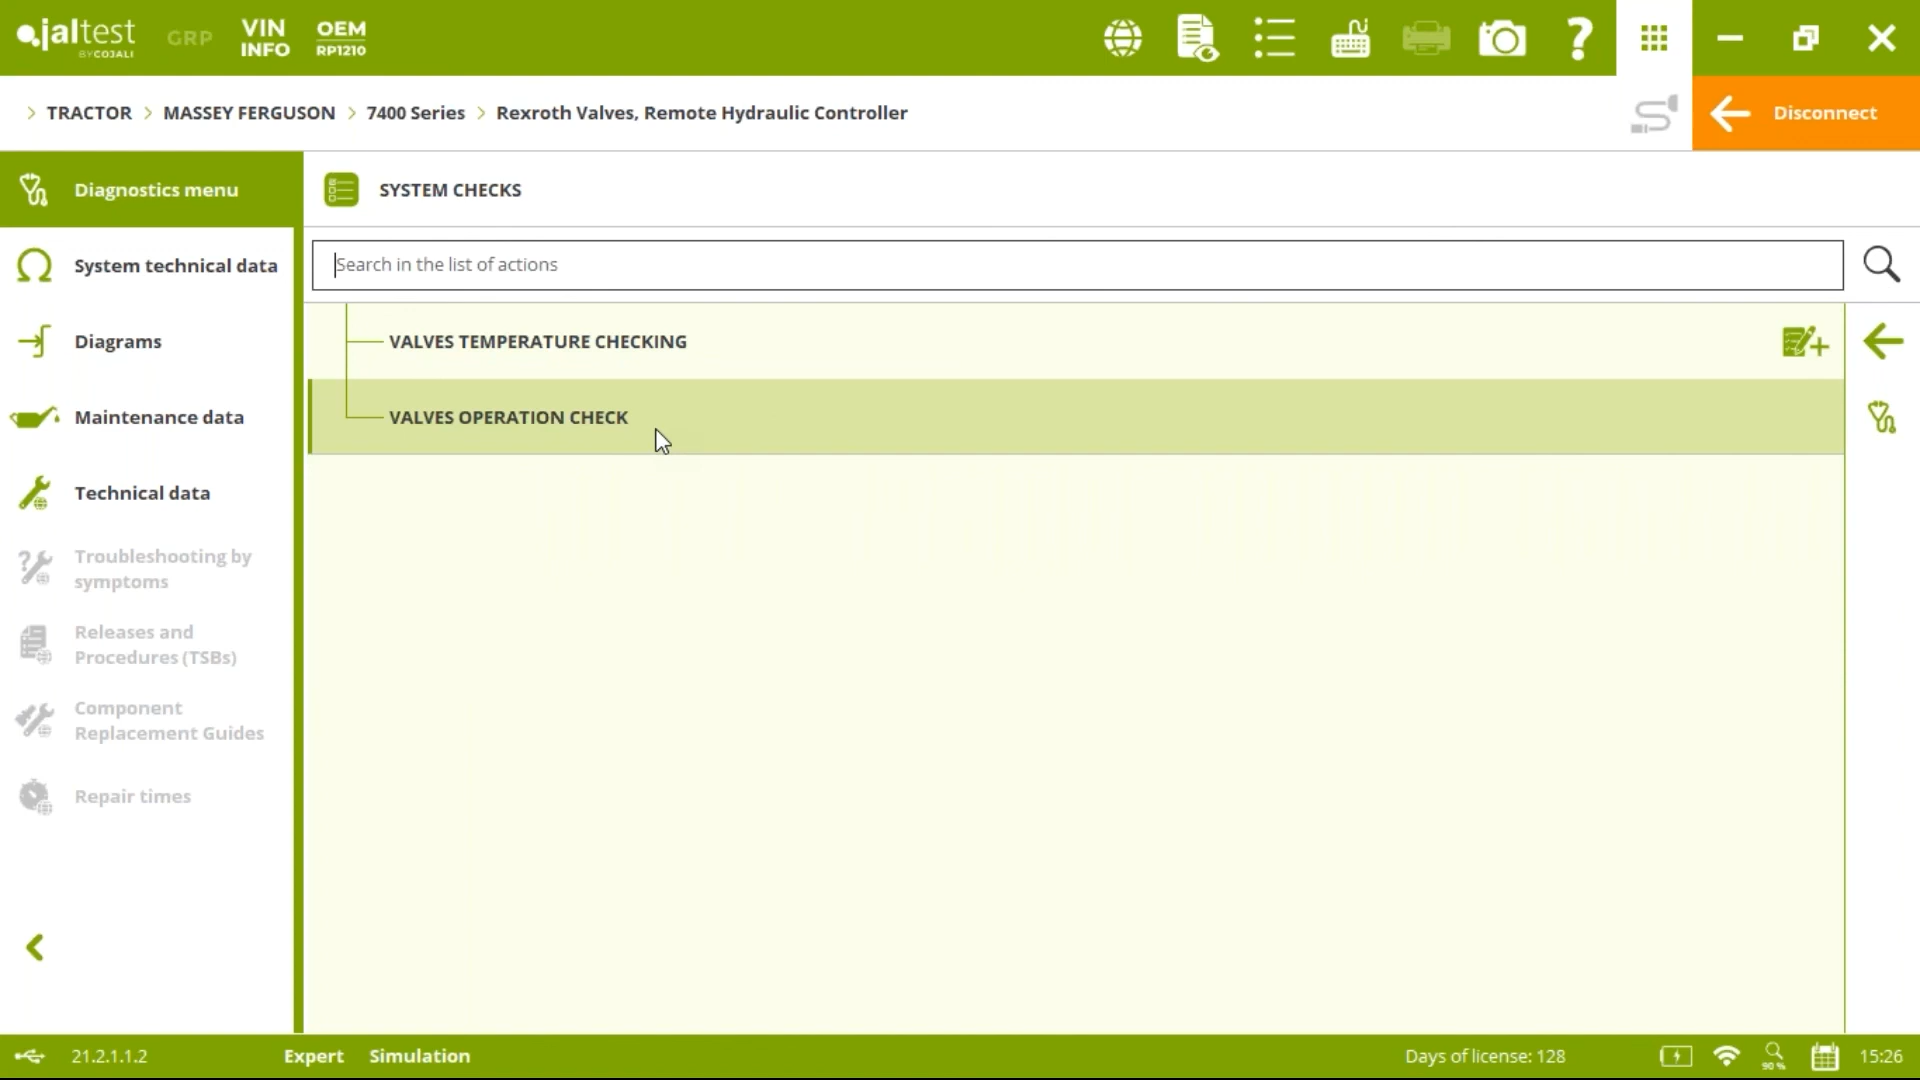 jaltest
BY COJALI
GRP
VIN
INFO
OEM
RP1210
?
> TRACTOR > MASSEY FERGUSON > 7400 Series > Rexroth Valves, Remote Hydraulic Controller
Disconnect
Diagnostics menu
SYSTEM CHECKS
System technical data
Search in the list of actions
Diagrams
VALVES TEMPERATURE CHECKING
Maintenance data
VALVES OPERATION CHECK
Technical data
Troubleshooting by
symptoms
Releases and
Procedures (TSBs)
Component
Replacement Guides
Repair times
21.2.1.1.2
Expert
Simulation
Days of license: 128
90 %
15:26